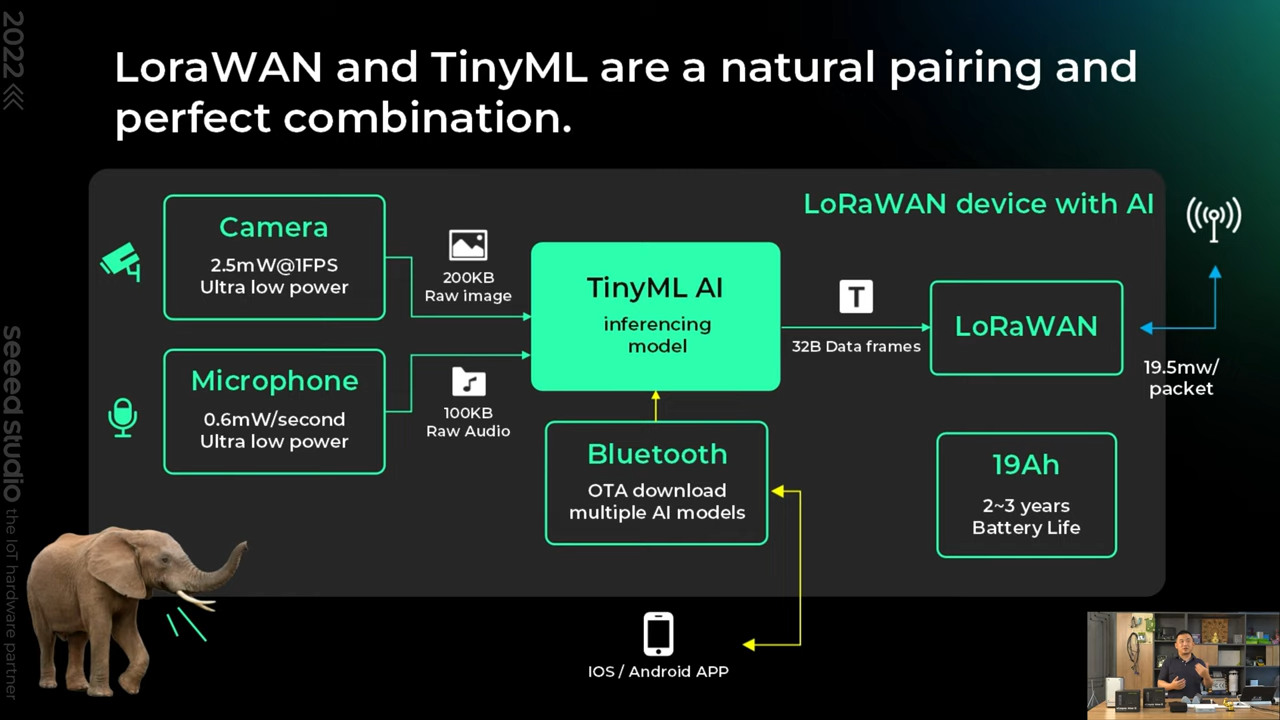 2022
LoraWAN and TinyML are a natural pairing and
perfect combination.
LoRaWAN device with AI
Camera
2.5mW@1FPS
Ultra low power
200KB
Raw image
TinyML AI
inferencing
model
T
32B Data frames
LoRaWAN
19.5mw/
packet
Microphone
0.6mW/second
Ultra low power
100KB
Raw Audio
Bluetooth
OTA download
multiple AI models
19Ah
2~3 years
Battery Life
IOS / Android APP
seeed studio the IoT hardware partner